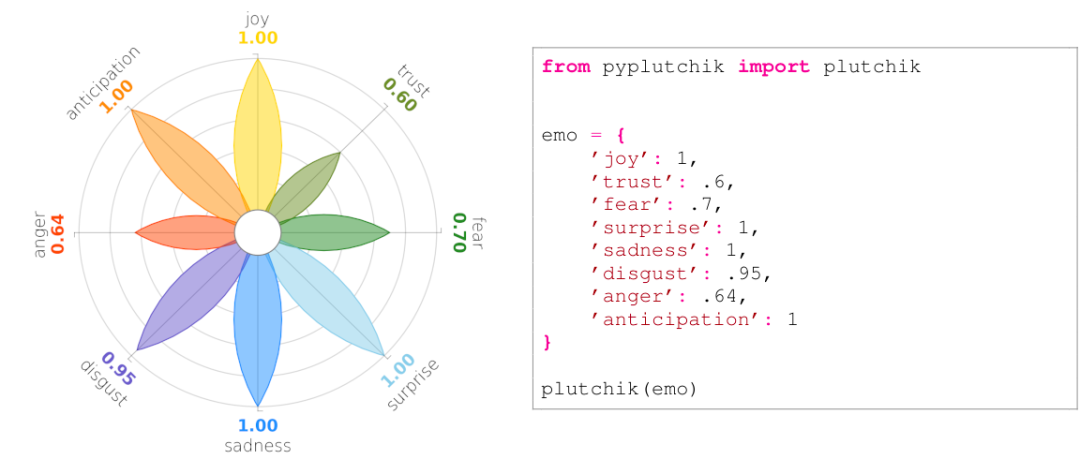 joy
1.00
trust
0.60
fear
0.70
surprise
1.00
sadness
1.00
disgust
0.95
anger
0.64
anticipation
1.00
from pyplutchik import plutchik
emo = {
’joy’: 1,
’trust’: .6,
’fear’: .7,
’surprise’: 1,
’sadness’: 1,
’disgust’: .95,
’anger’: .64,
’anticipation’: 1
}
plutchik(emo)